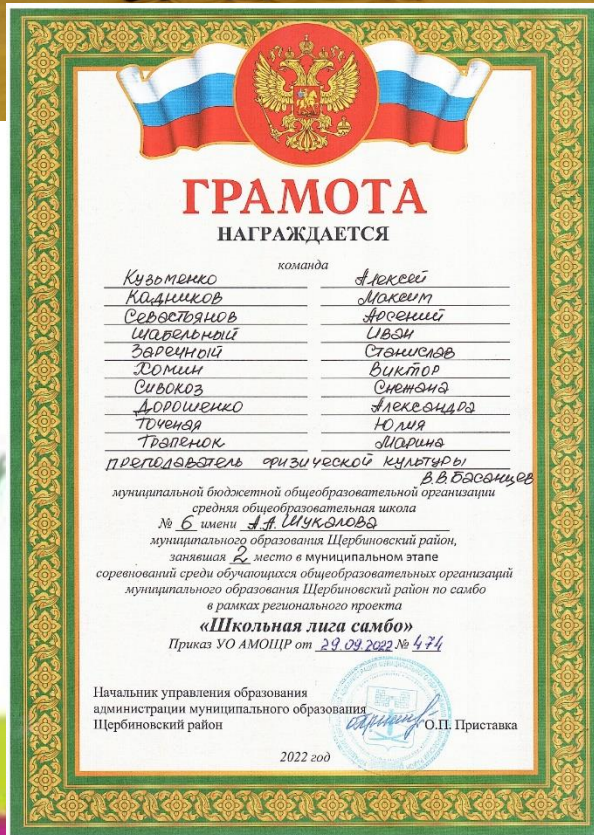 ГРАМОТА
НАГРАЖДАЕТСЯ
команда
Кузьменко Алексей
Кадников Максим
Севастьянов Арсений
Шабельный Иван
Заречный Станислав
Хомин Виктор
Сивокоз Снежана
Дорошенко Александра
Точеная Юлия
Трапенок Марина
преподаватель физической культуры
В.В. Басанцев
муниципальной бюджетной общеобразовательной организации
средняя общеобразовательная школа
№ 6 имени А.А. Шукалова
муниципального образования Щербиновский район,
занявшая 2 место в муниципальном этапе
соревнований среди обучающихся общеобразовательных организаций
муниципального образования Щербиновский район по самбо
в рамках регионального проекта
«Школьная лига самбо»
Приказ УО АМОЩР от 29.09.2022 № 474
Начальник управления образования
администрации муниципального образования
Щербиновский район О.П. Приставка
2022 год